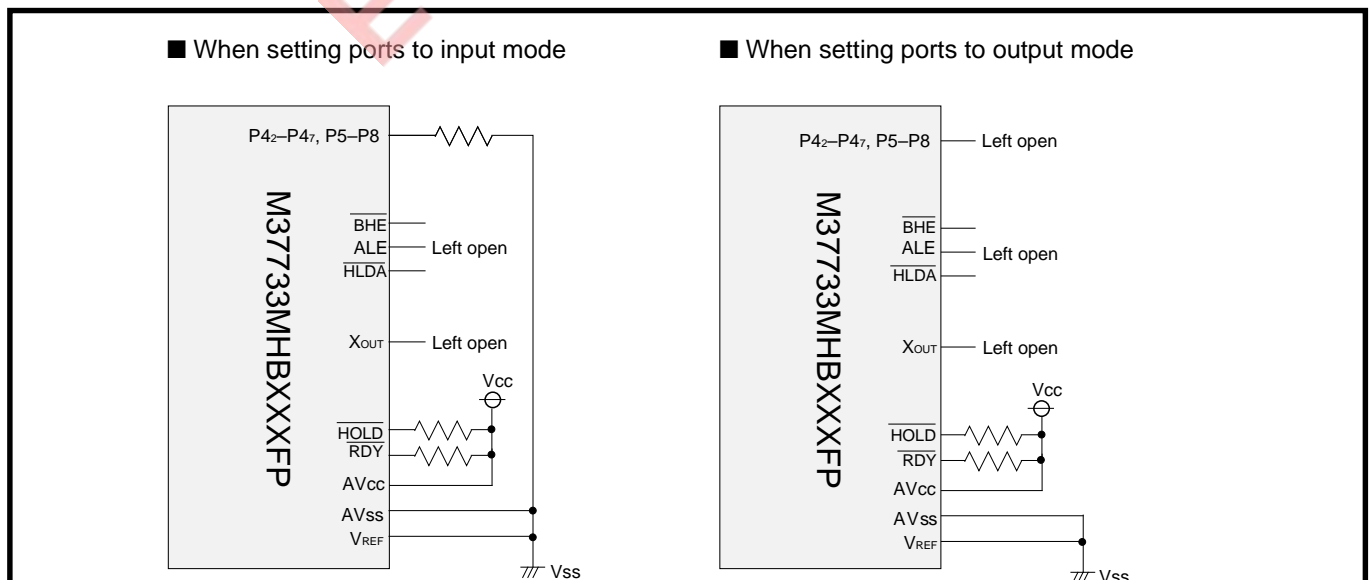 ■ When setting ports to input mode
P42–P47, P5–P8
M37733MHBXXXFP
BHE
ALE
Left open
HLDA
XOUT
Left open
Vcc
HOLD
RDY
AVcc
AVss
VREF
Vss
■ When setting ports to output mode
P42–P47, P5–P8
Left open
M37733MHBXXXFP
BHE
ALE
Left open
HLDA
XOUT
Left open
Vcc
HOLD
RDY
AVcc
AVss
VREF
Vss